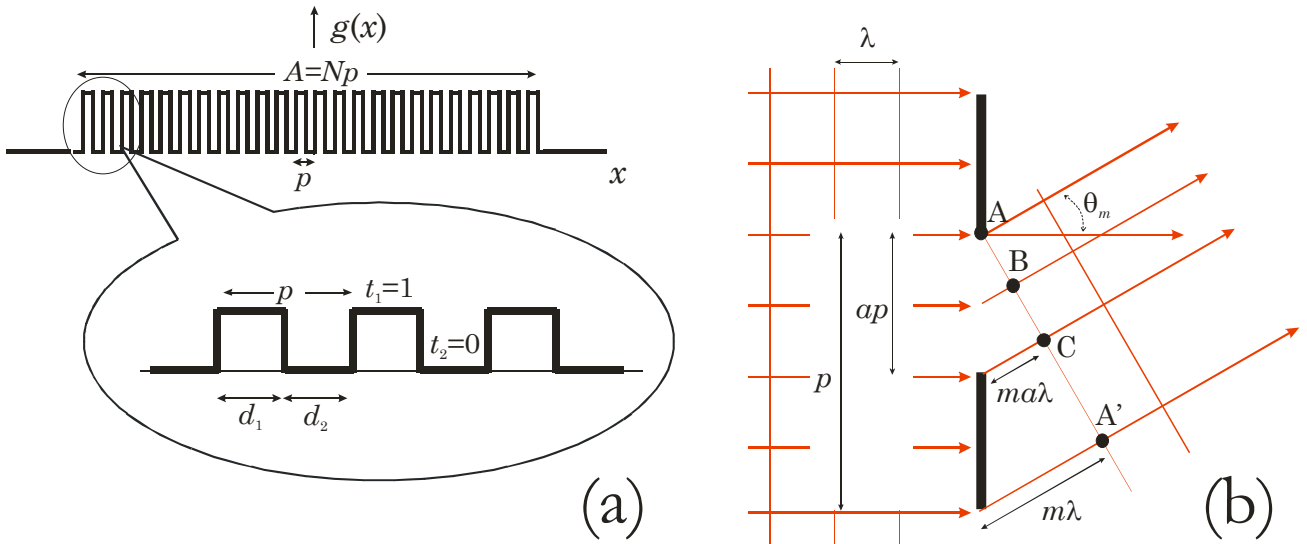 g(x)
A=Np
p
x
p
t₁=1
t₂=0
d₁
d₂
(a)
λ
A
θₘ
B
ap
C
p
maλ
A’
mλ
(b)